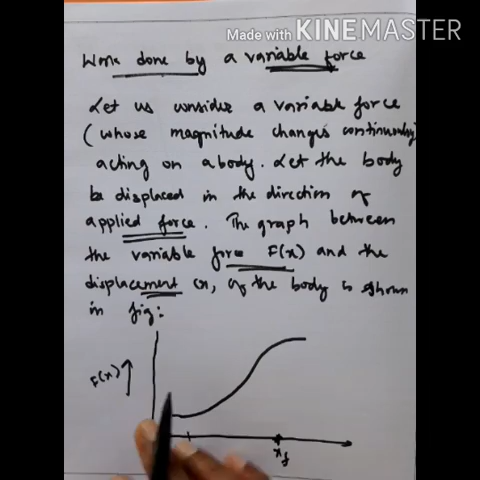 Made with KINEMASTER
Work done by a variable force
Let us consider a variable force
(whose magnitude changes continuously
acting on a body. Let the body
be displaced in the direction of
applied force. The graph between
the variable force F(x) and the
displacement (x, of the body is shown
in fig:
F(x)
xf